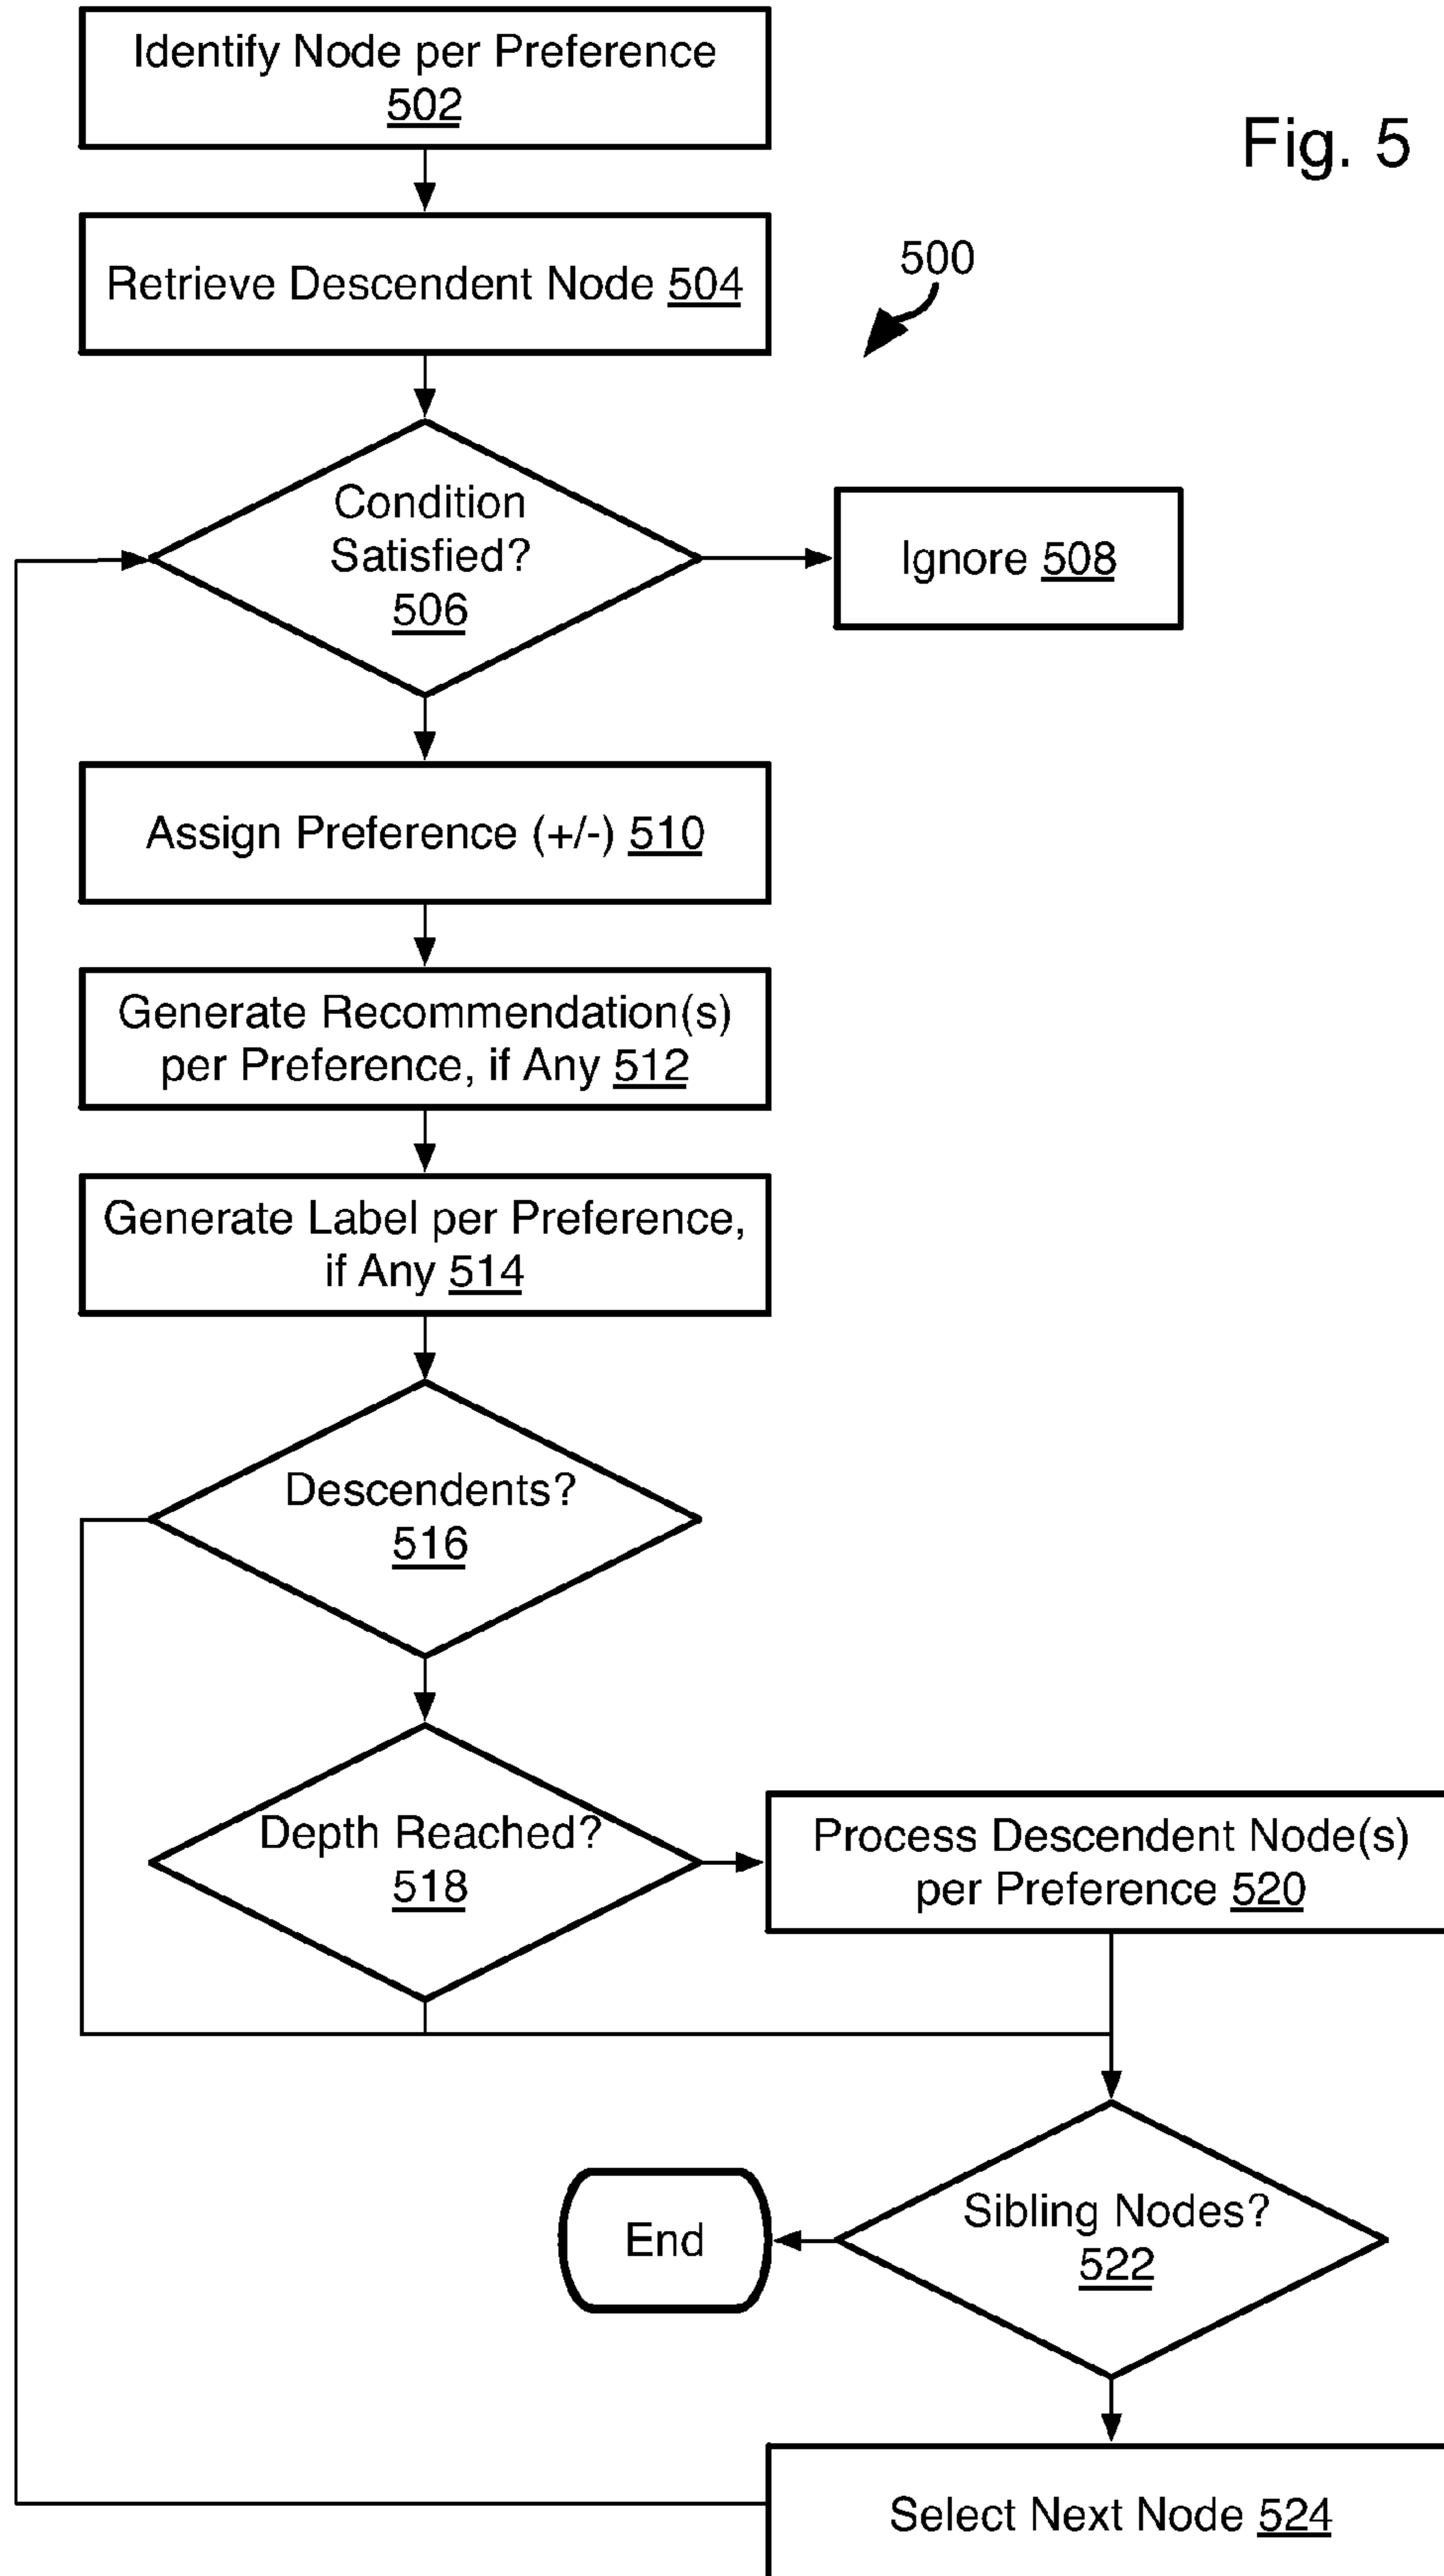 Identify Node per Preference
502
Fig. 5
Retrieve Descendent Node 504
500
Condition
Satisfied?
506
Ignore 508
Assign Preference (+/-) 510
Generate Recommendation(s)
per Preference, if Any 512
Generate Label per Preference,
if Any 514
Descendents?
516
Depth Reached?
518
Process Descendent Node(s)
per Preference 520
Sibling Nodes?
522
End
Select Next Node 524